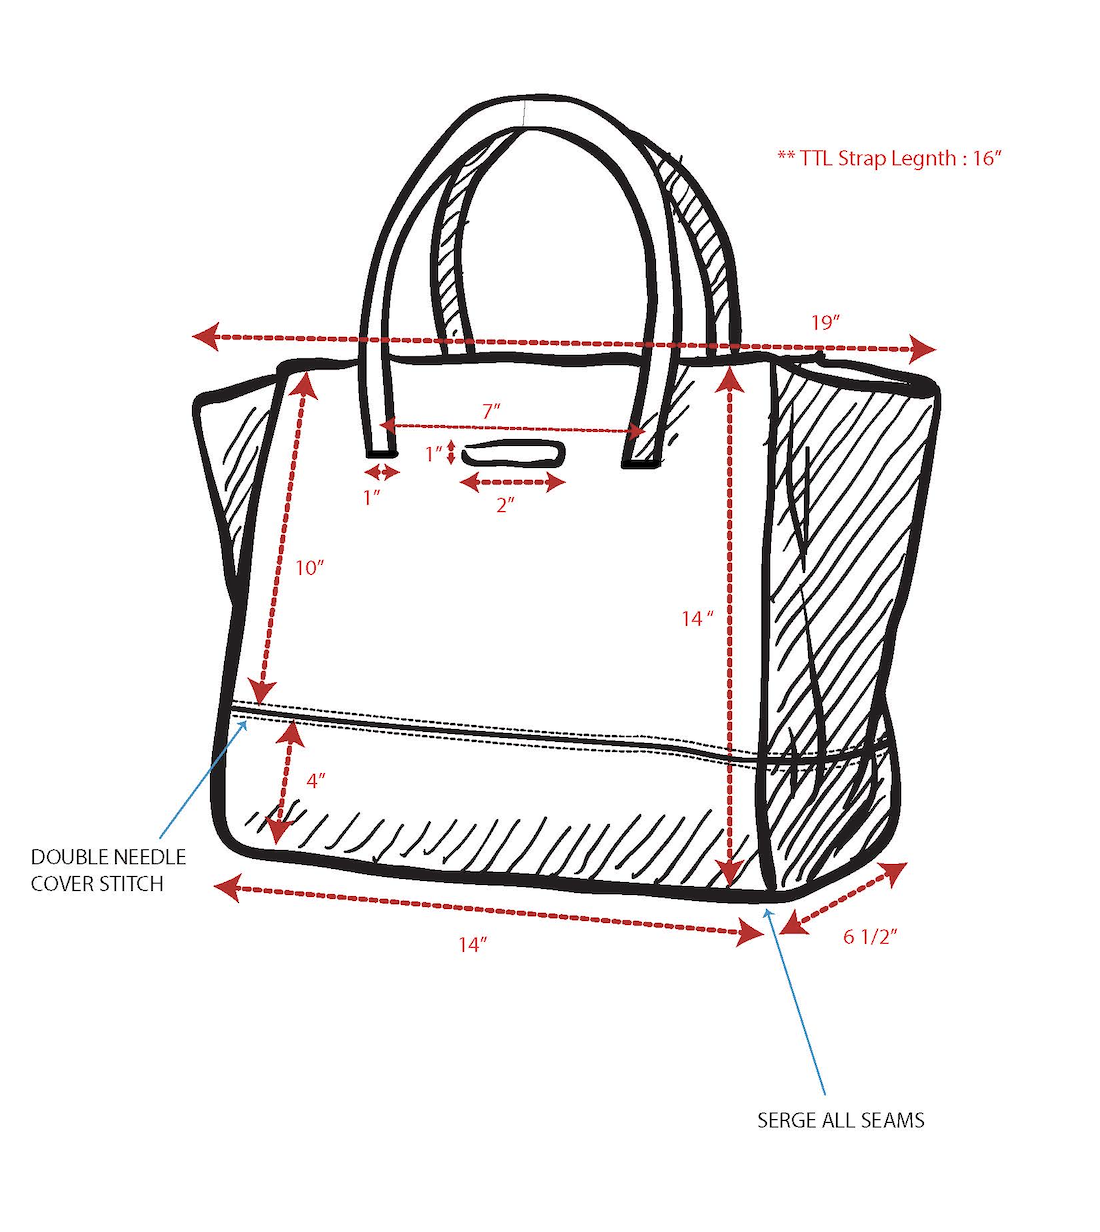 ** TTL Strap Legnth : 16”
19”
7”
1”
1”
2”
10”
14 “
4”
DOUBLE NEEDLE
COVER STITCH
14”
6 1/2”
SERGE ALL SEAMS